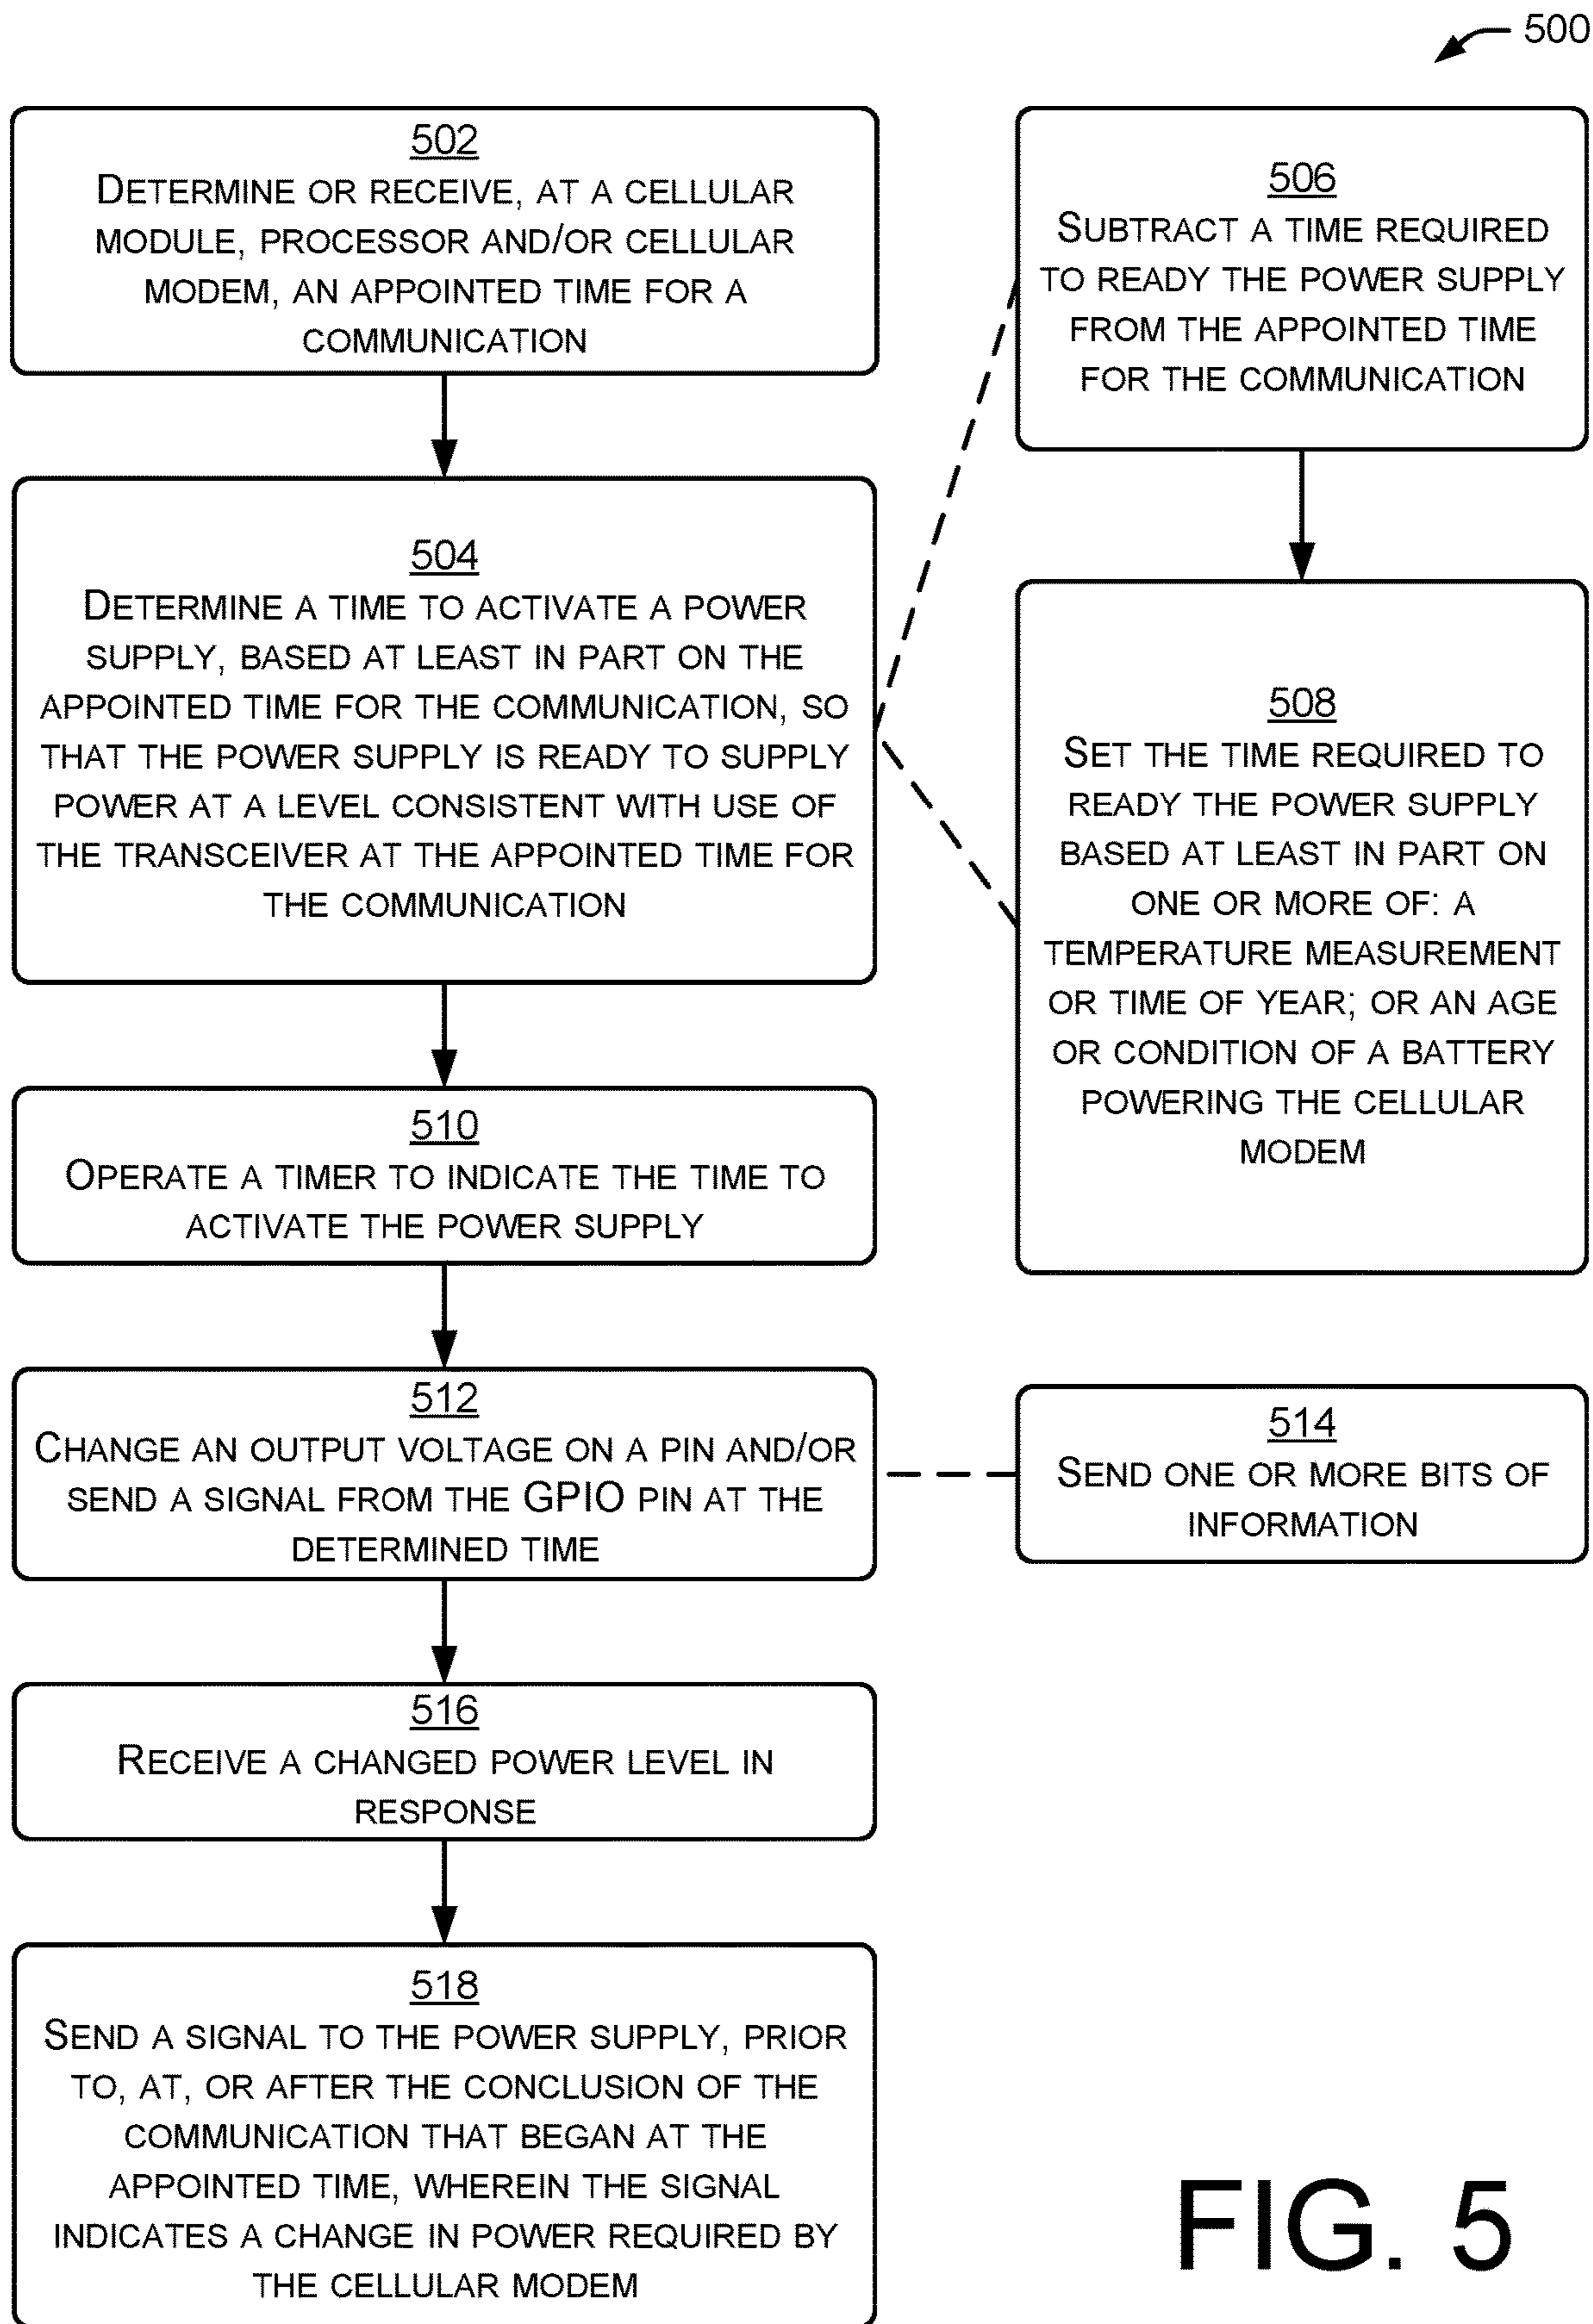 500
502
DETERMINE OR RECEIVE, AT A CELLULAR
MODULE, PROCESSOR AND/OR CELLULAR
MODEM, AN APPOINTED TIME FOR A
COMMUNICATION
504
DETERMINE A TIME TO ACTIVATE A POWER
SUPPLY, BASED AT LEAST IN PART ON THE
APPOINTED TIME FOR THE COMMUNICATION, SO
THAT THE POWER SUPPLY IS READY TO SUPPLY
POWER AT A LEVEL CONSISTENT WITH USE OF
THE TRANSCEIVER AT THE APPOINTED TIME FOR
THE COMMUNICATION
506
SUBTRACT A TIME REQUIRED
TO READY THE POWER SUPPLY
FROM THE APPOINTED TIME
FOR THE COMMUNICATION
508
SET THE TIME REQUIRED TO
READY THE POWER SUPPLY
BASED AT LEAST IN PART ON
ONE OR MORE OF: A
TEMPERATURE MEASUREMENT
OR TIME OF YEAR; OR AN AGE
OR CONDITION OF A BATTERY
POWERING THE CELLULAR
MODEM
510
OPERATE A TIMER TO INDICATE THE TIME TO
ACTIVATE THE POWER SUPPLY
512
CHANGE AN OUTPUT VOLTAGE ON A PIN AND/OR
SEND A SIGNAL FROM THE GPIO PIN AT THE
DETERMINED TIME
514
SEND ONE OR MORE BITS OF
INFORMATION
516
RECEIVE A CHANGED POWER LEVEL IN
RESPONSE
518
SEND A SIGNAL TO THE POWER SUPPLY, PRIOR
TO, AT, OR AFTER THE CONCLUSION OF THE
COMMUNICATION THAT BEGAN AT THE
APPOINTED TIME, WHEREIN THE SIGNAL
INDICATES A CHANGE IN POWER REQUIRED BY
THE CELLULAR MODEM
FIG. 5